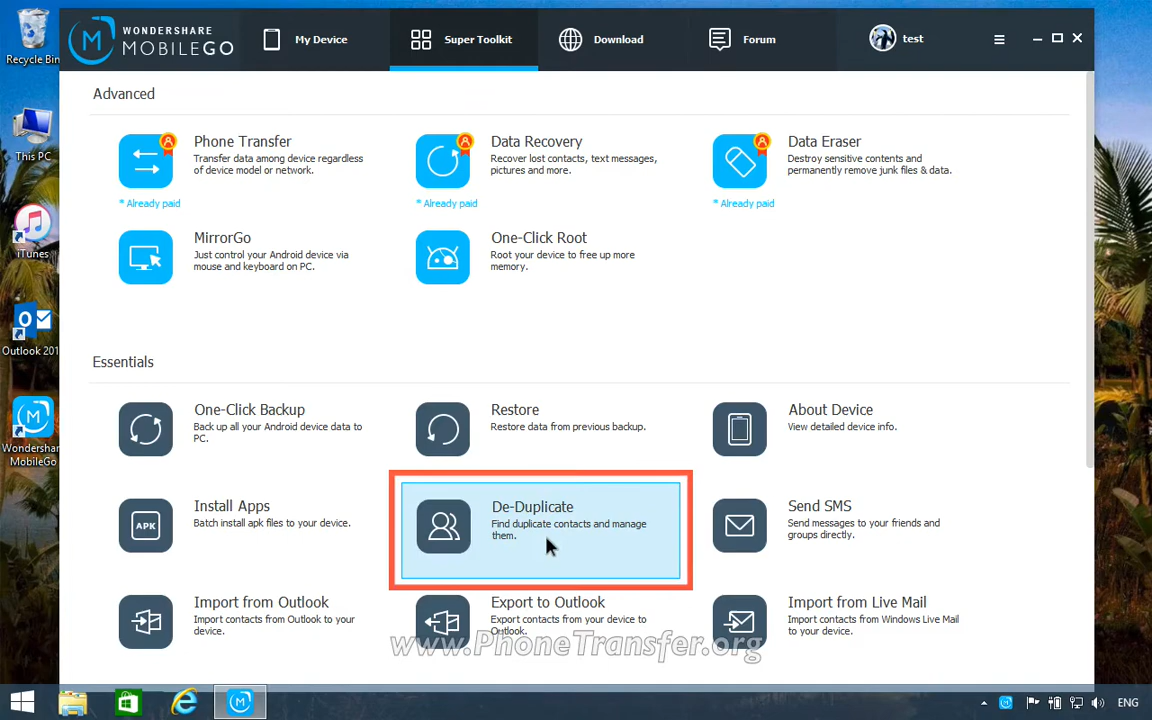 Recycle Bin
This PC
iTunes
Outlook 201
Wondershar
MobileGo
WONDERSHARE
MOBILEGO
My Device
Super Toolkit
Download
Forum
test
Advanced
Phone Transfer
Transfer data among device regardless
of device model or network.
* Already paid
Data Recovery
Recover lost contacts, text messages,
pictures and more.
* Already paid
Data Eraser
Destroy sensitive contents and
permanently remove junk files & data.
* Already paid
MirrorGo
Just control your Android device via
mouse and keyboard on PC.
One-Click Root
Root your device to free up more
memory.
Essentials
One-Click Backup
Back up all your Android device data to
PC.
Restore
Restore data from previous backup.
About Device
View detailed device info.
APK
Install Apps
Batch install apk files to your device.
De-Duplicate
Find duplicate contacts and manage
them.
Send SMS
Send messages to your friends and
groups directly.
Import from Outlook
Import contacts from Outlook to your
device.
Export to Outlook
Export contacts from your device to
Outlook.
Import from Live Mail
Import contacts from Windows Live Mail
to your device.
www.PhoneTransfer.org
ENG